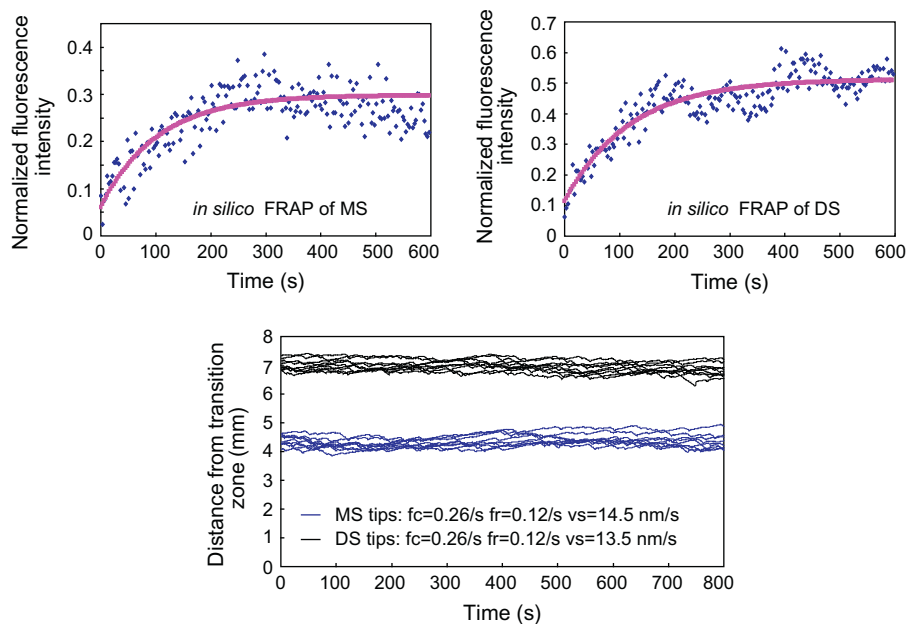 Normalized fluorescence
intensity
0.4
0.3
0.2
0.1
0
in silico FRAP of MS
0 100 200 300 400 500 600
Time (s)
Normalized fluorescence
intensity
0.7
0.6
0.5
0.4
0.3
0.2
0.1
0
in silico FRAP of DS
0 100 200 300 400 500 600
Time (s)
Distance from transition
zone (mm)
8
7
6
5
4
3
2
1
0
MS tips: fc=0.26/s fr=0.12/s vs=14.5 nm/s
DS tips: fc=0.26/s fr=0.12/s vs=13.5 nm/s
0 100 200 300 400 500 600 700 800
Time (s)